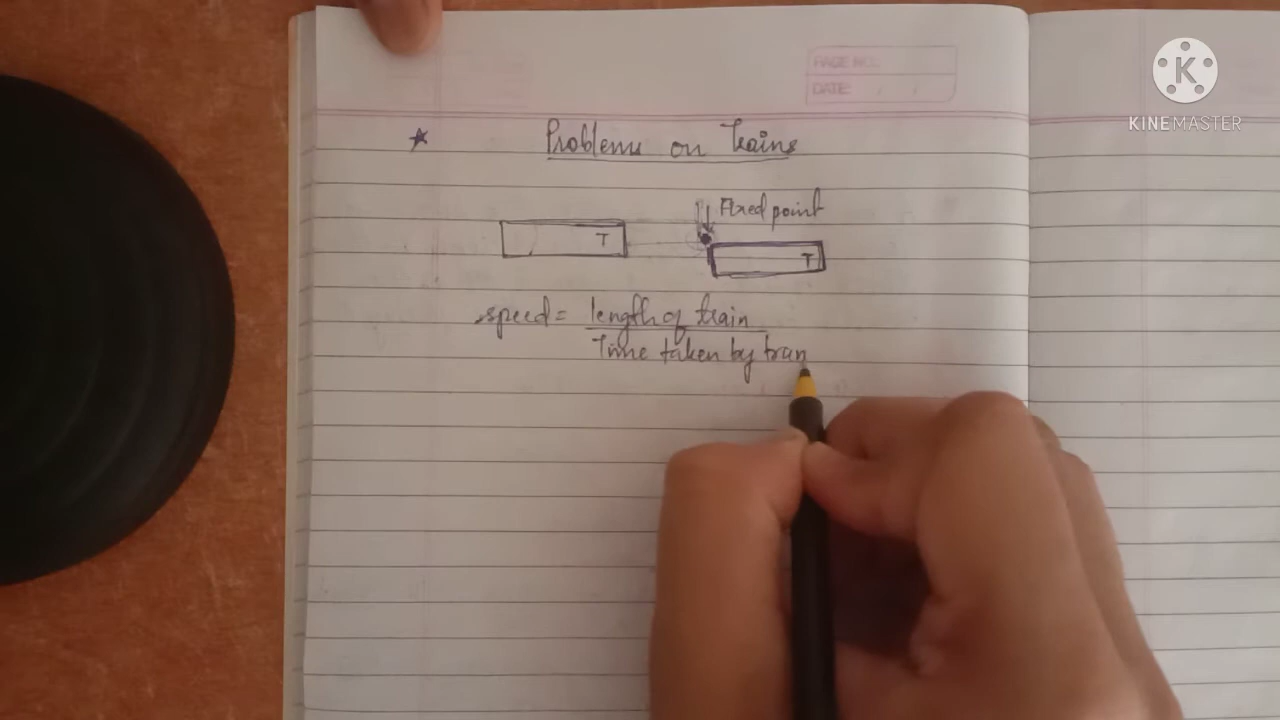 PAGE NO.:
DATE: / /
K
KINEMASTER
★ Problems on Trains
Fixed point
T
T
speed = length of train
Time taken by tran